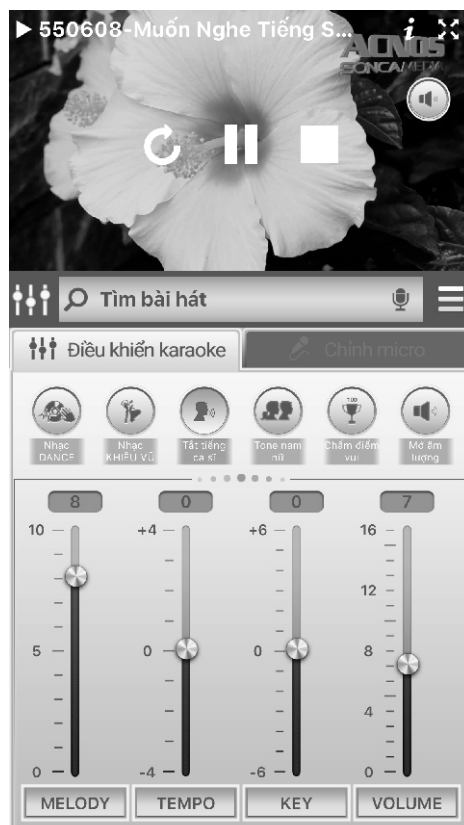 550608-Muốn Nghe Tiếng S...
i
ACNOS
SONCAMEDIA
Tìm bài hát
Điều khiển karaoke
Chỉnh micro
Nhạc DANCE
Nhạc KHIÊU VŨ
Tắt tiếng ca sĩ
Tone nam nữ
100
Chấm điểm vui
Mở âm lượng
8 0 0 7
10 +4 +6 16
12
5 0 0 8
4
0 -4 -6 0
MELODY TEMPO KEY VOLUME